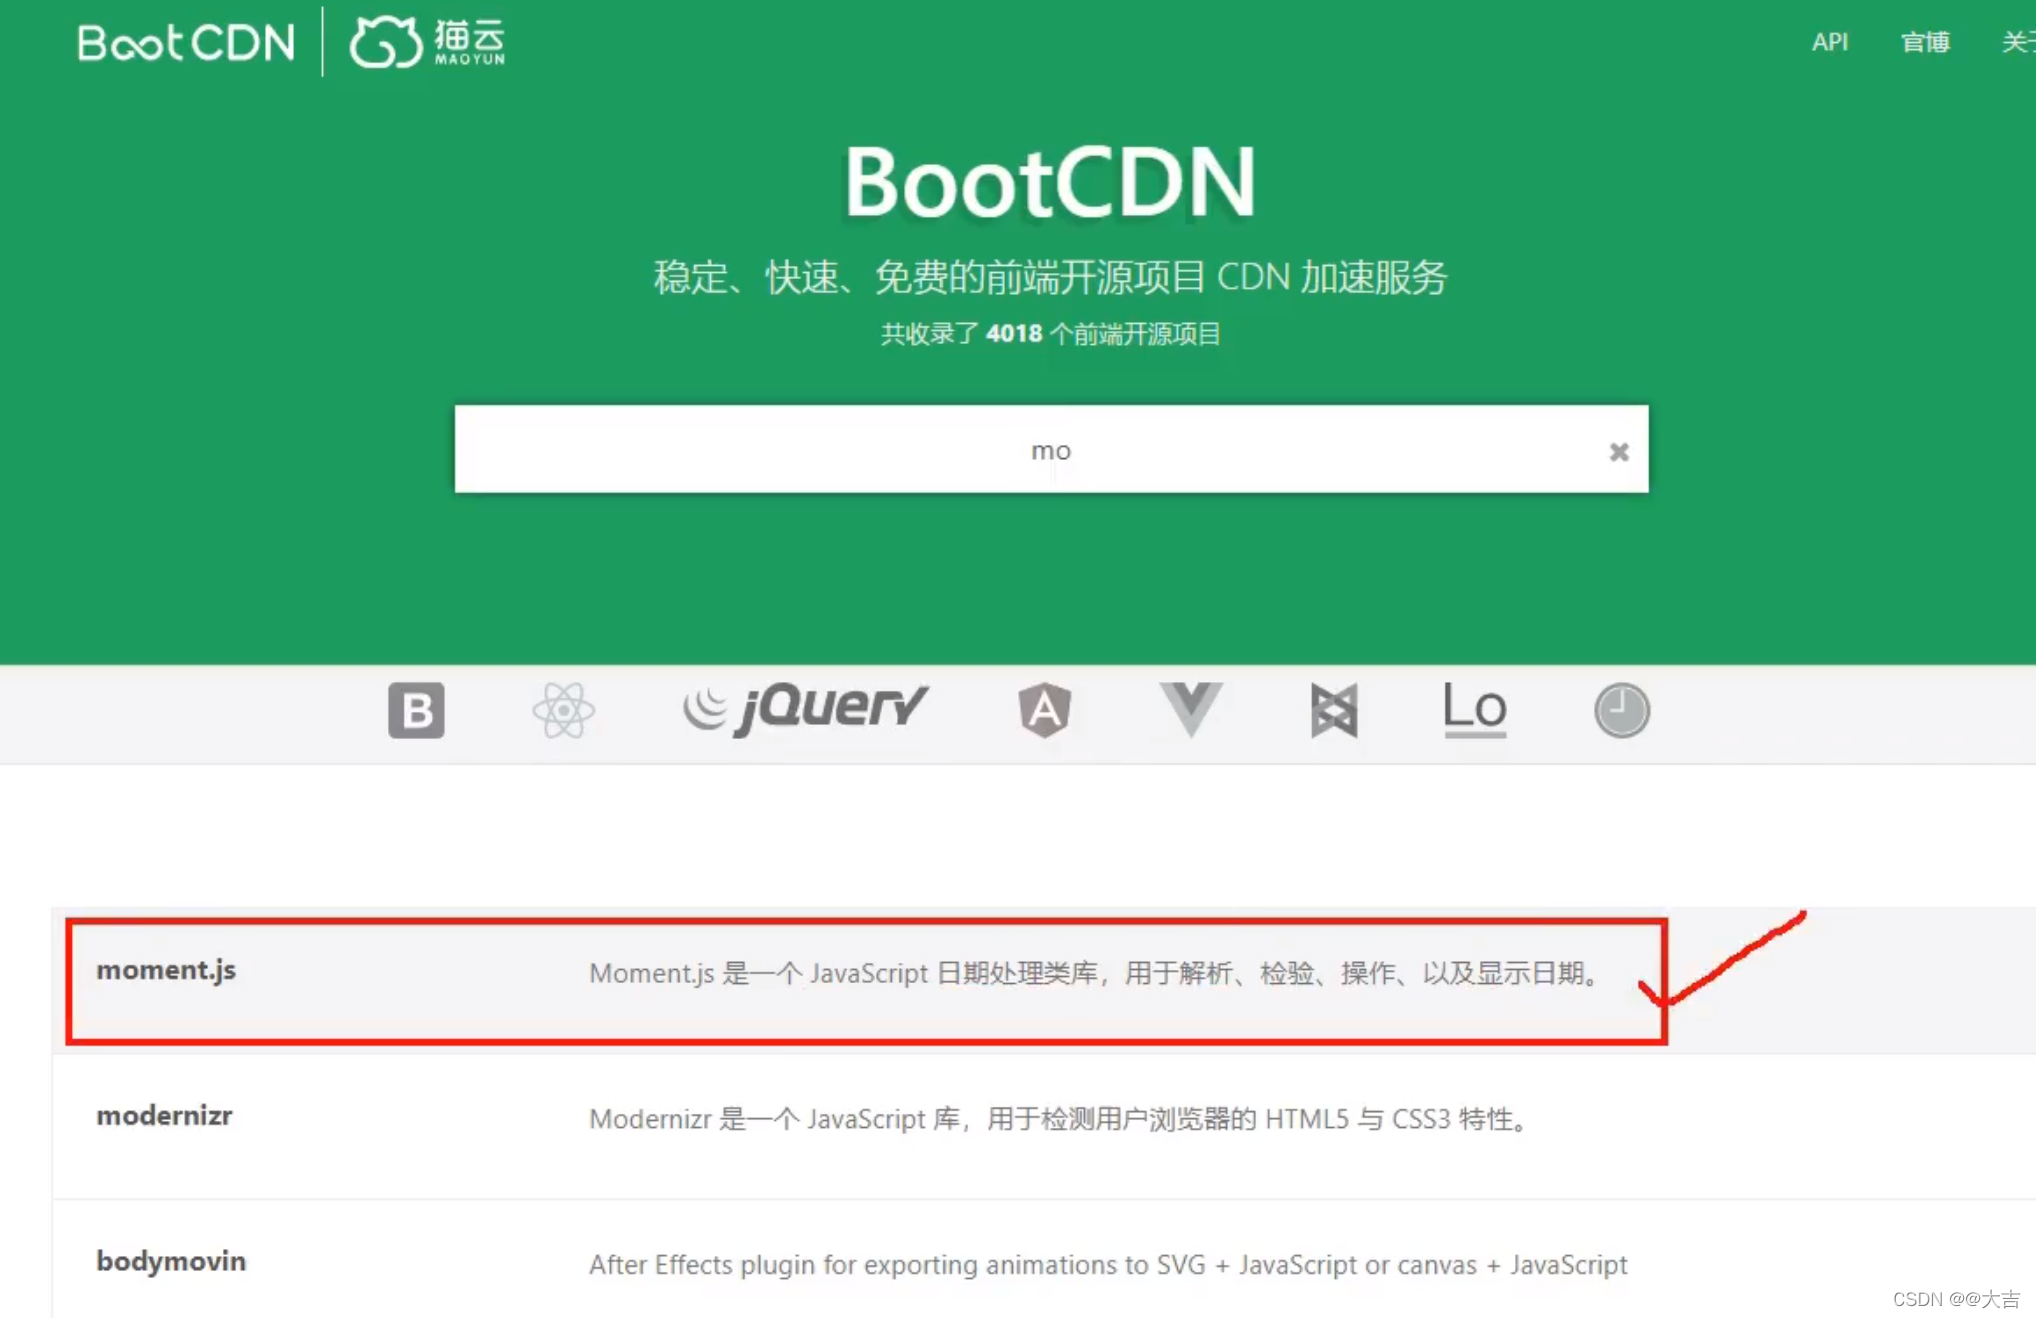 BootCDN 猫云 MAOYUN API 官博 关于
BootCDN
稳定、快速、免费的前端开源项目 CDN 加速服务
共收录了 4018 个前端开源项目
mo
B jQuery A Lo
moment.js Moment.js 是一个 JavaScript 日期处理类库，用于解析、检验、操作、以及显示日期。
modernizr Modernizr 是一个 JavaScript 库，用于检测用户浏览器的 HTML5 与 CSS3 特性。
bodymovin After Effects plugin for exporting animations to SVG + JavaScript or canvas + JavaScript
CSDN @@大吉